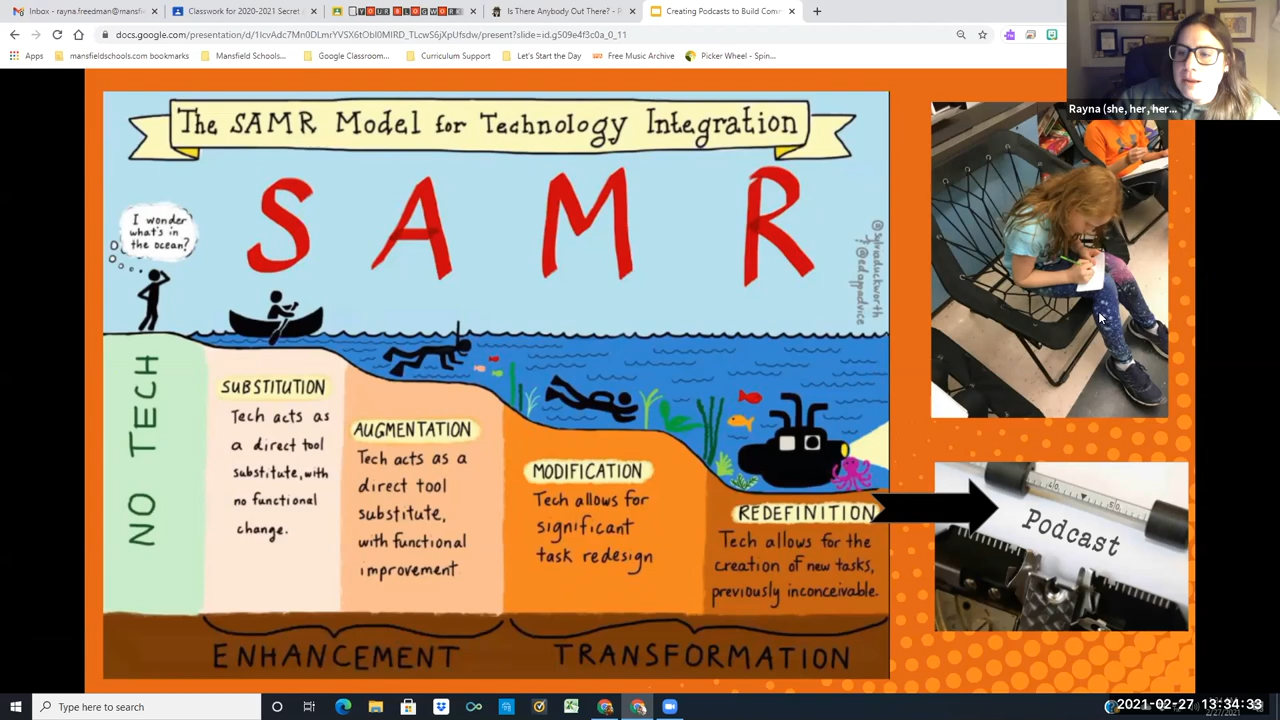 Inbox - rayna.freedman@mansfi
Classwork for 2020-2021 Secret
YOUR BLOGWOR
Is There Anybody Out There? - P
Creating Podcasts to Build Comm
docs.google.com/presentation/d/
/present?slide=id.g509e4f3c0a_0_11
Apps
mansfieldschools.com bookmarks
Mansfield Schools...
Google Classroom...
Curriculum Support
Let's Start the Day
Free Music Archive
Picker Wheel - Spin...
Rayna (she, her, her...
The SAMR Model for Technology Integration
S A M R
I wonder
what's in
the ocean?
@sylviaduckworth
@edappadvice
NO TECH
SUBSTITUTION
Tech acts as
a direct tool
substitute, with
no functional
change.
AUGMENTATION
Tech acts as a
direct tool
substitute,
with functional
improvement
MODIFICATION
Tech allows for
significant
task redesign
REDEFINITION
Tech allows for the
creation of new tasks,
previously inconceivable.
ENHANCEMENT
TRANSFORMATION
Podcast
Type here to search
2021-02-27 13:34:33